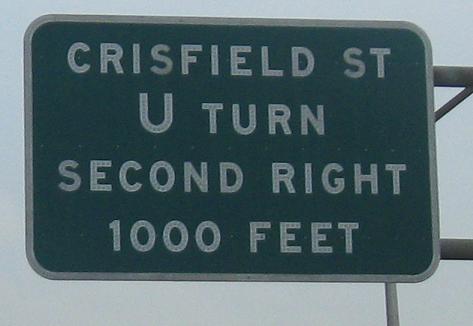 CRISFIELD ST
U TURN
SECOND RIGHT
1000 FEET